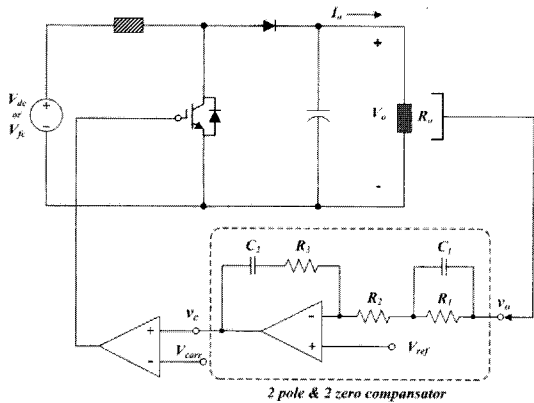 I_o
+
V_dc
or
V_fc
+
-
V_o
R_o
-
C_2
R_3
C_1
R_2
R_1
v_o
v_c
+
-
V_carr
-
+
V_ref
2 pole & 2 zero compansator